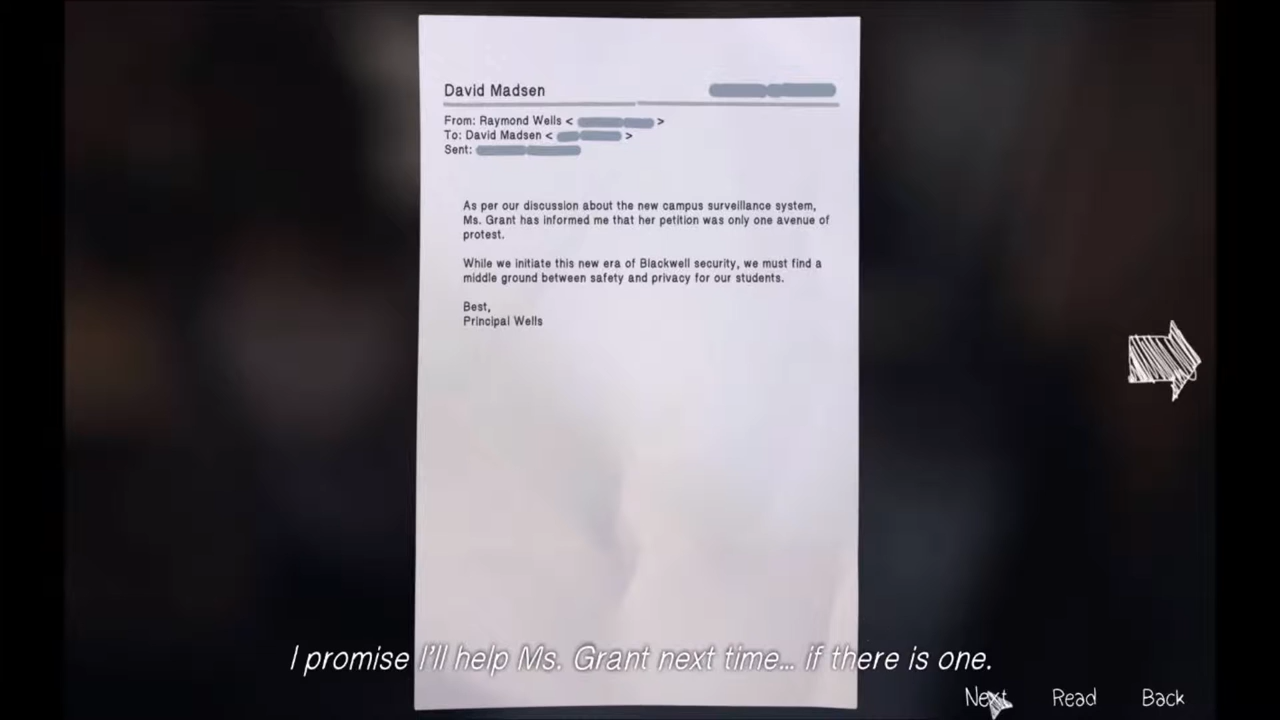 David Madsen
From: Raymond Wells < >
To: David Madsen < >
Sent:
As per our discussion about the new campus surveillance system,
Ms. Grant has informed me that her petition was only one avenue of
protest.
While we initiate this new era of Blackwell security, we must find a
middle ground between safety and privacy for our students.
Best,
Principal Wells
I promise I'll help Ms. Grant next time... if there is one.
Next Read Back